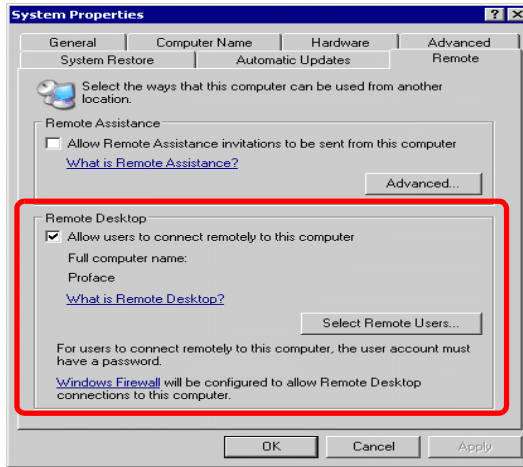 System Properties
General Computer Name Hardware Advanced
System Restore Automatic Updates Remote
Select the ways that this computer can be used from another
location.
Remote Assistance
Allow Remote Assistance invitations to be sent from this computer
What is Remote Assistance?
Advanced...
Remote Desktop
Allow users to connect remotely to this computer
Full computer name:
Proface
What is Remote Desktop?
Select Remote Users...
For users to connect remotely to this computer, the user account must
have a password.
Windows Firewall will be configured to allow Remote Desktop
connections to this computer.
OK Cancel Apply